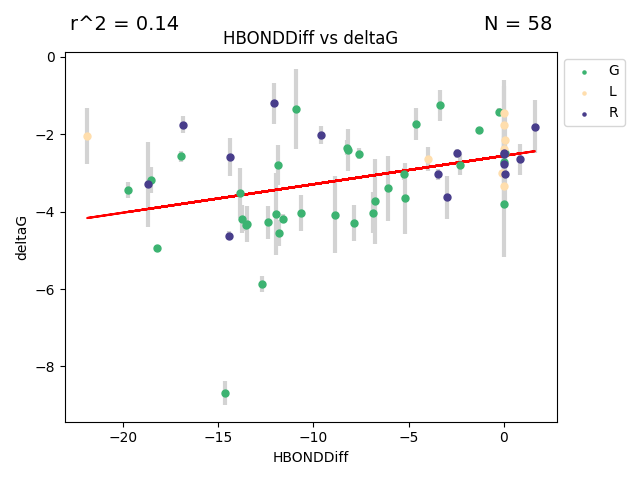 r^2 = 0.14
N = 58
HBONDDiff vs deltaG
G
L
R
0
−2
−4
−6
−8
deltaG
−20 −15 −10 −5 0
HBONDDiff